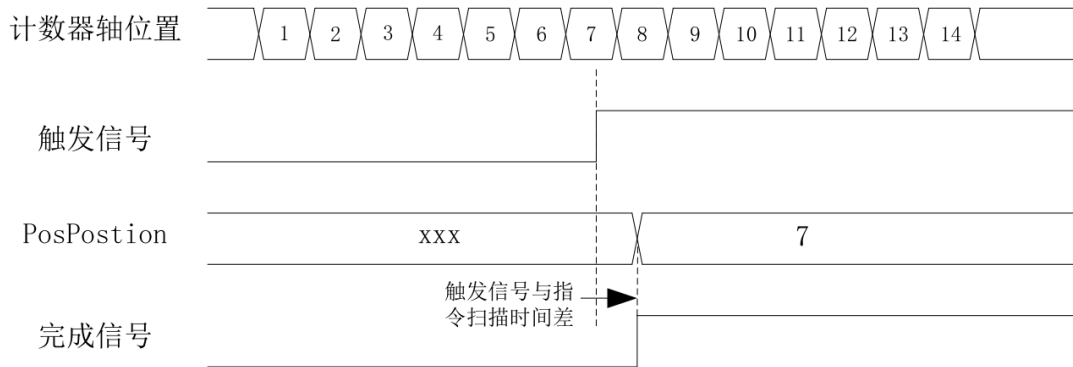 计数器轴位置
1 2 3 4 5 6 7 8 9 10 11 12 13 14
触发信号
PosPostion
xxx
7
触发信号与指
令扫描时间差
完成信号